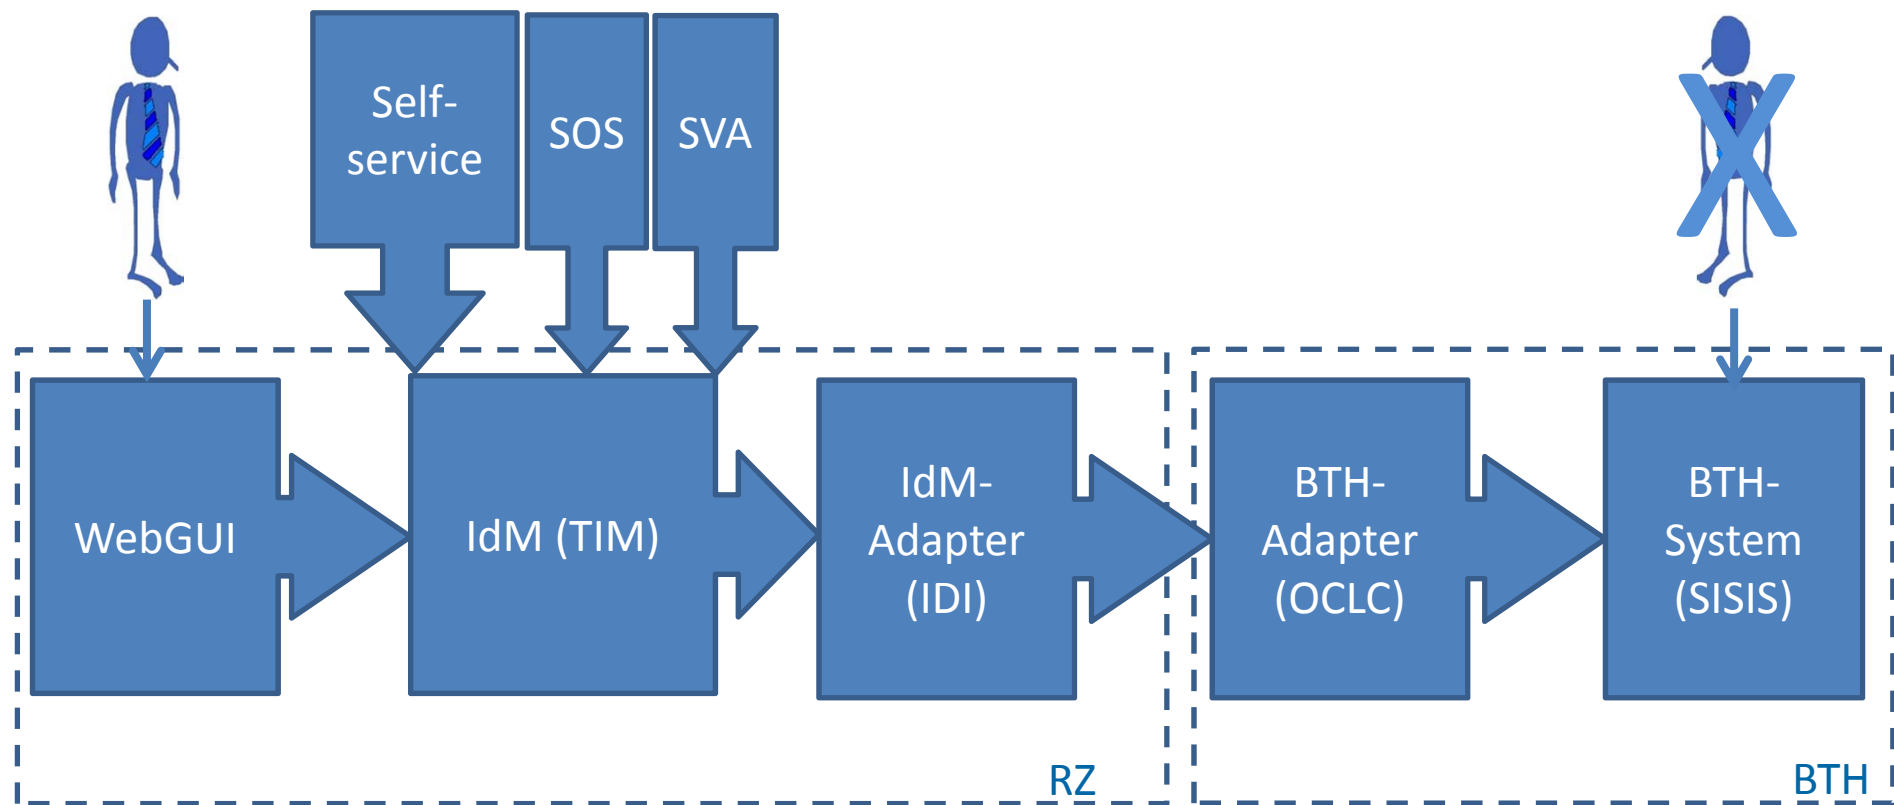 Self-
service
SOS
SVA
X
WebGUI
IdM (TIM)
IdM-
Adapter
(IDI)
BTH-
Adapter
(OCLC)
BTH-
System
(SISIS)
RZ
BTH